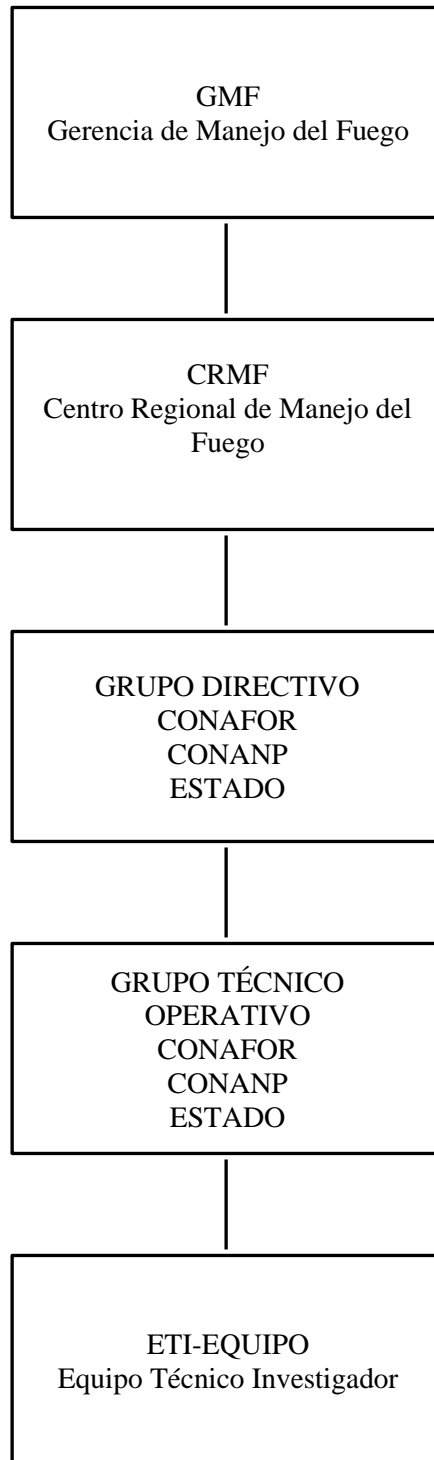 GMF
Gerencia de Manejo del Fuego
CRMF
Centro Regional de Manejo del
Fuego
GRUPO DIRECTIVO
CONAFOR
CONANP
ESTADO
GRUPO TÉCNICO
OPERATIVO
CONAFOR
CONANP
ESTADO
ETI-EQUIPO
Equipo Técnico Investigador